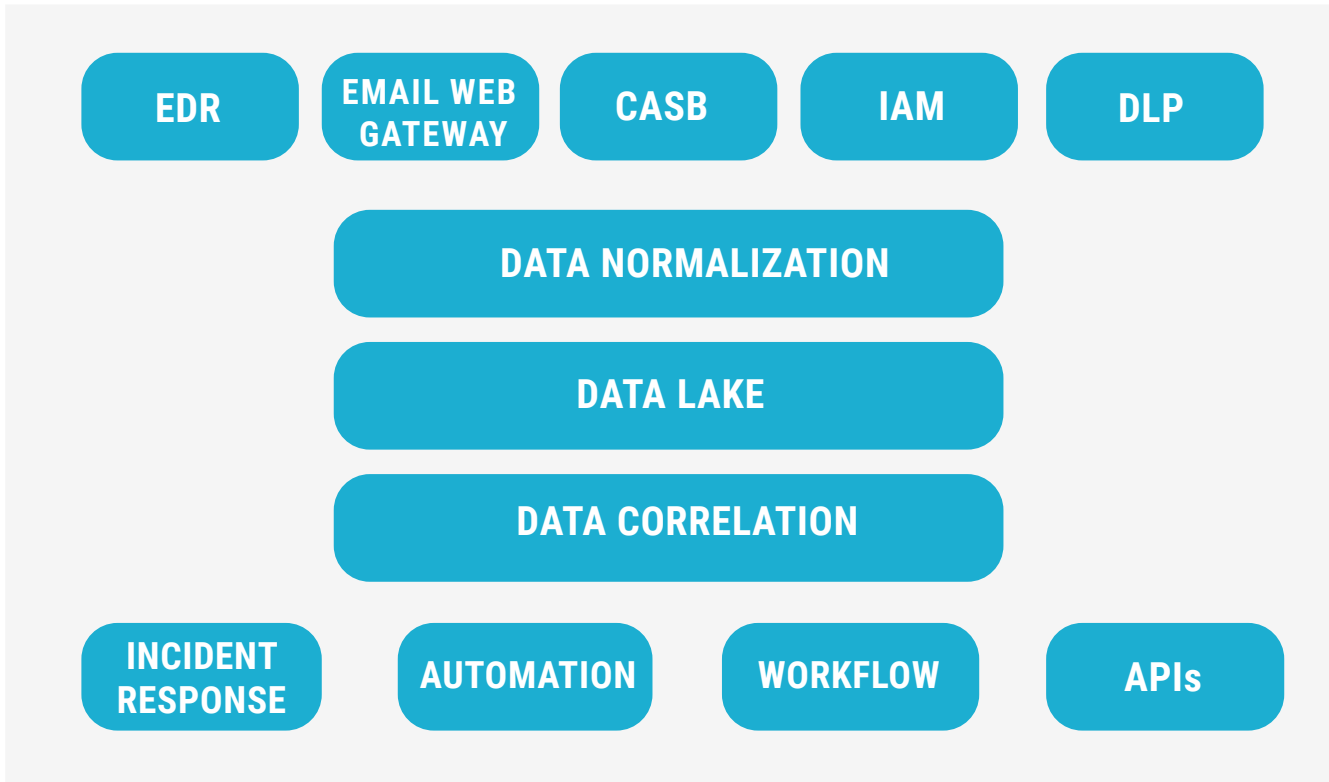 EDR
EMAIL WEB
GATEWAY
CASB
IAM
DLP
DATA NORMALIZATION
DATA LAKE
DATA CORRELATION
INCIDENT
RESPONSE
AUTOMATION
WORKFLOW
APIs